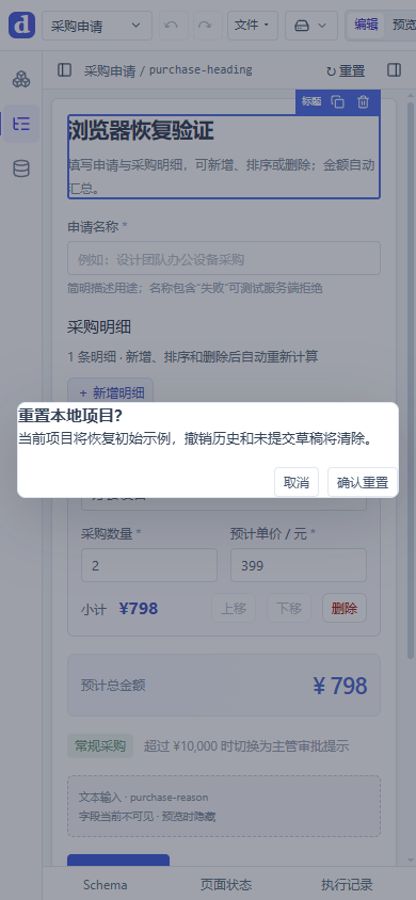 d 采购申请 文件 编辑 预览
采购申请 / purchase-heading 重置
标题
浏览器恢复验证
填写申请与采购明细，可新增、排序或删除；金额自动
汇总。
申请名称 *
例如：设计团队办公设备采购
简明描述用途；名称包含“失败”可测试服务端拒绝
采购明细
1 条明细 · 新增、排序和删除后自动重新计算
+ 新增明细
重置本地项目？
当前项目将恢复初始示例，撤销历史和未提交草稿将清除。
取消 确认重置
采购数量 * 预计单价 / 元 *
2 399
小计 ¥798 上移 下移 删除
预计总金额 ¥ 798
常规采购 超过 ¥10,000 时切换为主管审批提示
文本输入 · purchase-reason
字段当前不可见 · 预览时隐藏
Schema 页面状态 执行记录